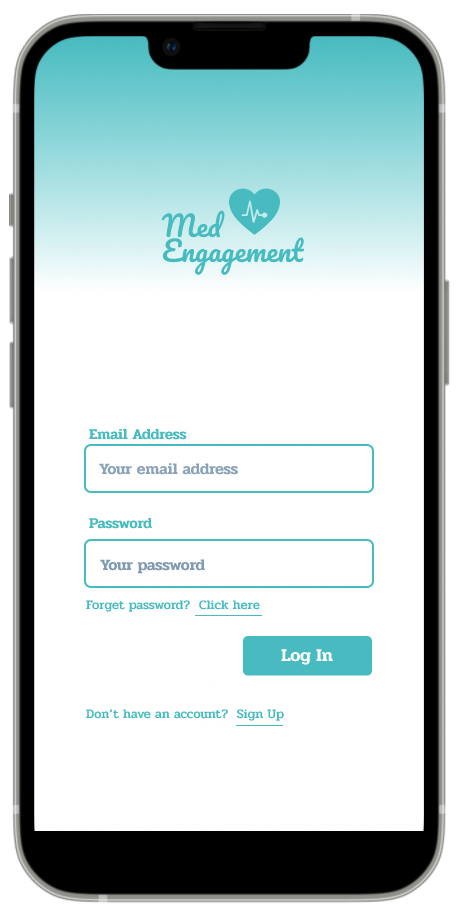 Med
Engagement
Email Address
Your email address
Password
Your password
Forget password? Click here
Log In
Don't have an account? Sign Up